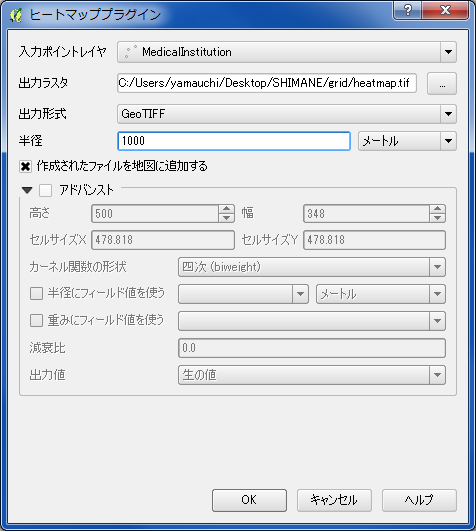 ヒートマッププラグイン
入力ポイントレイヤ MedicalInstitution
出力ラスタ C:/Users/yamauchi/Desktop/SHIMANE/grid/heatmap.tif ...
出力形式 GeoTIFF
半径 1000 メートル
作成されたファイルを地図に追加する
アドバンスト
高さ 500 幅 348
セルサイズX 478.818 セルサイズY 478.818
カーネル関数の形状 四次 (biweight)
半径にフィールド値を使う メートル
重みにフィールド値を使う
減衰比 0.0
出力値 生の値
OK キャンセル ヘルプ